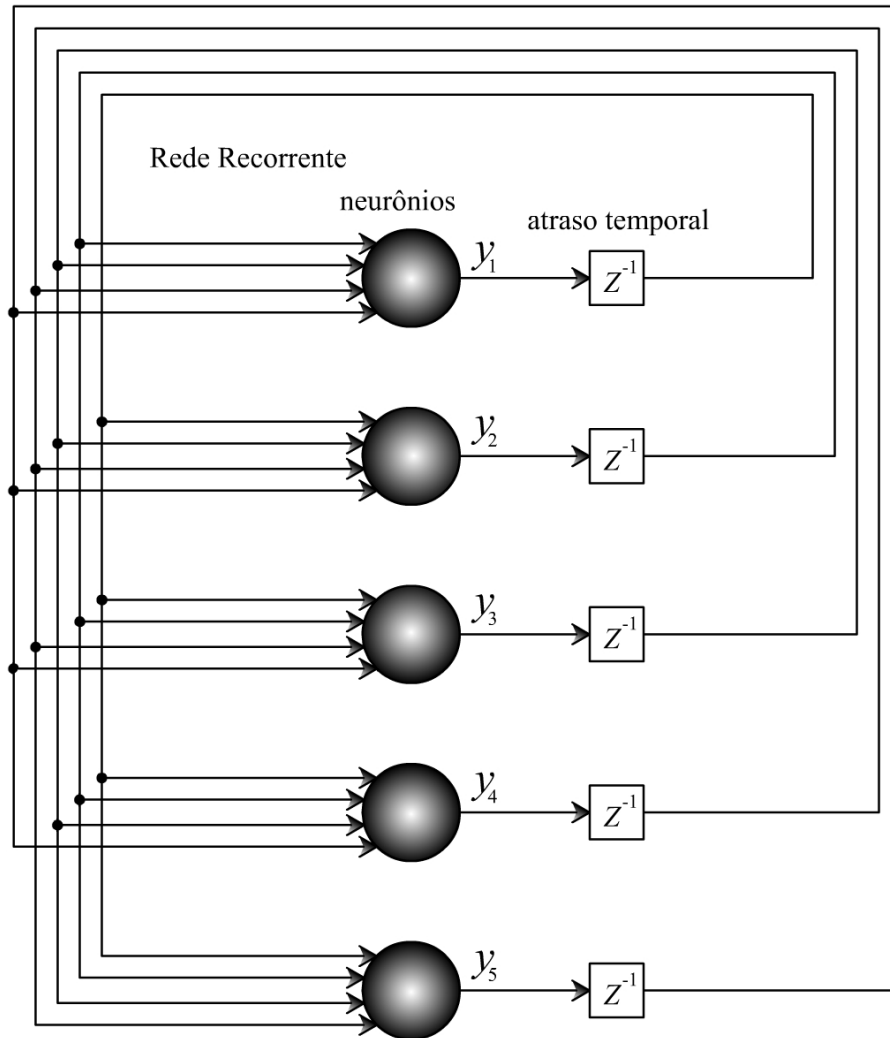 Rede Recorrente
neurônios
atraso temporal
y₁
Z⁻¹
y₂
Z⁻¹
y₃
Z⁻¹
y₄
Z⁻¹
y₅
Z⁻¹